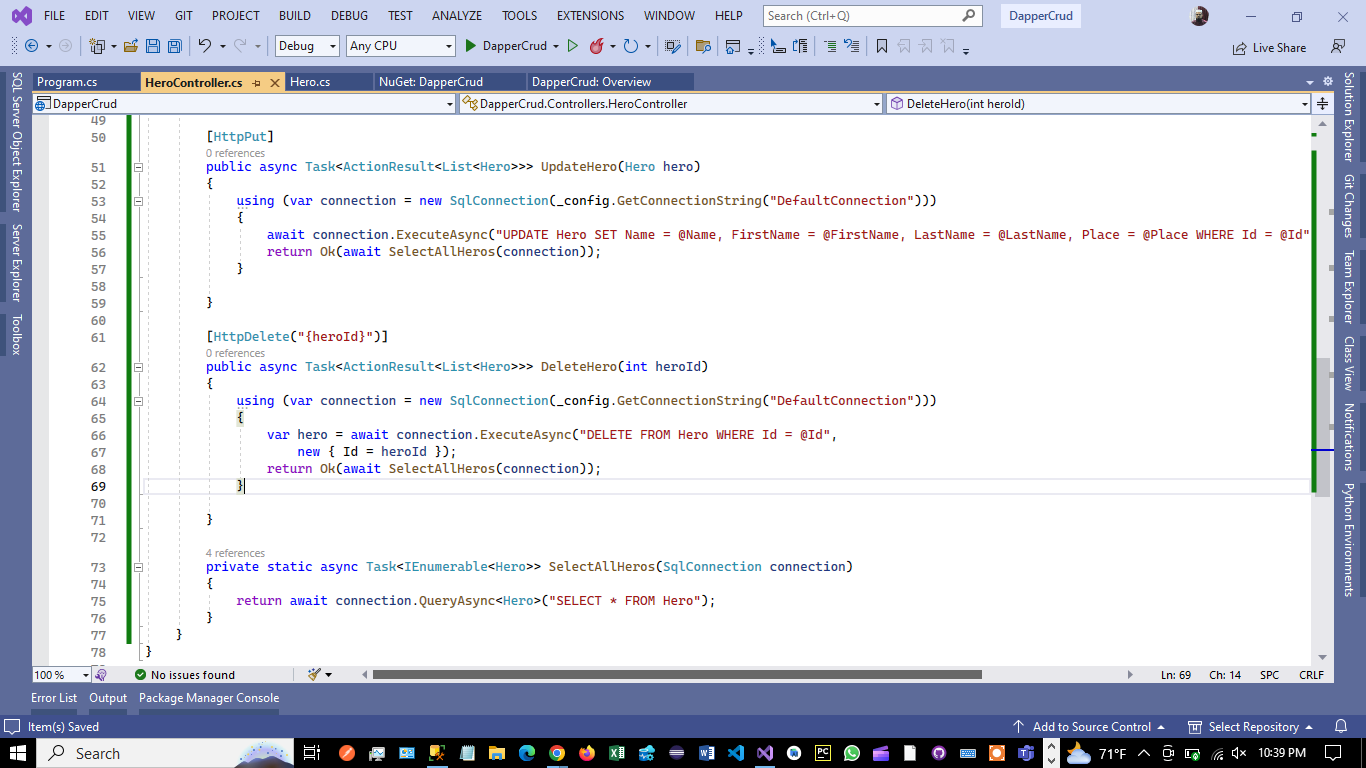 FILE EDIT VIEW GIT PROJECT BUILD DEBUG TEST ANALYZE TOOLS EXTENSIONS WINDOW HELP Search (Ctrl+Q) DapperCrud
Debug Any CPU DapperCrud Live Share
Program.cs HeroController.cs Hero.cs NuGet: DapperCrud DapperCrud: Overview
DapperCrud DapperCrud.Controllers.HeroController DeleteHero(int heroId)
SQL Server Object Explorer
Server Explorer
Toolbox
49
50 [HttpPut]
0 references
51 public async Task<ActionResult<List<Hero>>> UpdateHero(Hero hero)
52 {
53 using (var connection = new SqlConnection(_config.GetConnectionString("DefaultConnection")))
54 {
55 await connection.ExecuteAsync("UPDATE Hero SET Name = @Name, FirstName = @FirstName, LastName = @LastName, Place = @Place WHERE Id = @Id"
56 return Ok(await SelectAllHeros(connection));
57 }
58
59 }
60
61 [HttpDelete("{heroId}")]
0 references
62 public async Task<ActionResult<List<Hero>>> DeleteHero(int heroId)
63 {
64 using (var connection = new SqlConnection(_config.GetConnectionString("DefaultConnection")))
65 {
66 var hero = await connection.ExecuteAsync("DELETE FROM Hero WHERE Id = @Id",
67 new { Id = heroId });
68 return Ok(await SelectAllHeros(connection));
69 }
70
71 }
72
4 references
73 private static async Task<IEnumerable<Hero>> SelectAllHeros(SqlConnection connection)
74 {
75 return await connection.QueryAsync<Hero>("SELECT * FROM Hero");
76 }
77 }
78 }
Solution Explorer
Git Changes
Team Explorer
Class View
Notifications
Python Environments
100 % No issues found Ln: 69 Ch: 14 SPC CRLF
Error List Output Package Manager Console
Item(s) Saved Add to Source Control Select Repository
Search 71°F 10:39 PM